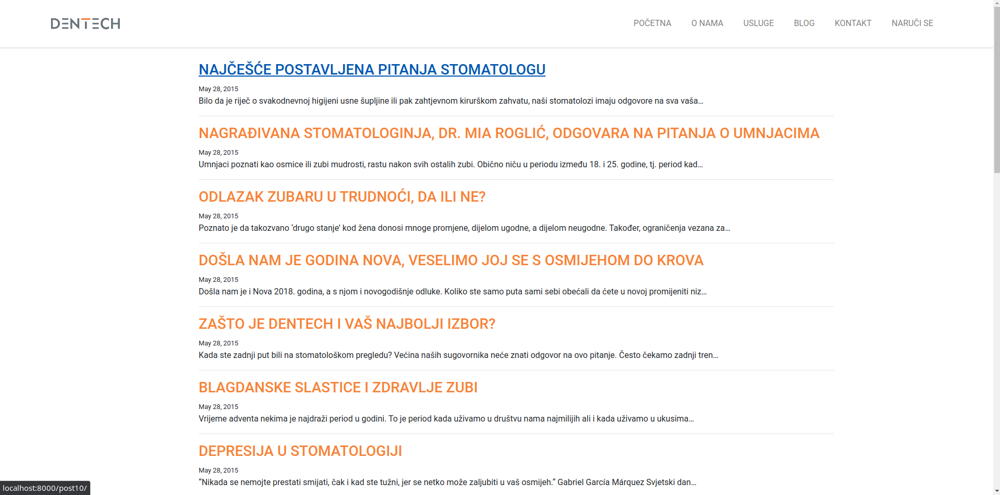 DENTECH
POČETNA O NAMA USLUGE BLOG KONTAKT NARUČI SE
NAJČEŠĆE POSTAVLJENA PITANJA STOMATOLOGU
May 28, 2015
Bilo da je riječ o svakodnevnoj higijeni usne šupljine ili pak zahtjevnom kirurškom zahvatu, naši stomatolozi imaju odgovore na sva vaša…
NAGRAĐIVANA STOMATOLOGINJA, DR. MIA ROGLIĆ, ODGOVARA NA PITANJA O UMNJACIMA
May 28, 2015
Umnjaci poznati kao osmice ili zubi mudrosti, rastu nakon svih ostalih zubi. Obično niču u periodu između 18. i 25. godine, tj. period kad…
ODLAZAK ZUBARU U TRUDNOĆI, DA ILI NE?
May 28, 2015
Poznato je da takozvano ‘drugo stanje’ kod žena donosi mnoge promjene, dijelom ugodne, a dijelom neugodne. Također, ograničenja vezana za…
DOŠLA NAM JE GODINA NOVA, VESELIMO JOJ SE S OSMIJEHOM DO KROVA
May 28, 2015
Došla nam je i Nova 2018. godina, a s njom i novogodišnje odluke. Koliko ste samo puta sami sebi obećali da ćete u novoj promijeniti niz…
ZAŠTO JE DENTECH I VAŠ NAJBOLJI IZBOR?
May 28, 2015
Kada ste zadnji put bili na stomatološkom pregledu? Većina naših sugovornika neće znati odgovor na ovo pitanje. Često čekamo zadnji tren…
BLAGDANSKE SLASTICE I ZDRAVLJE ZUBI
May 28, 2015
Vrijeme adventa nekima je najdraži period u godini. To je period kada uživamo u društvu nama najmilijih ali i kada uživamo u ukusima…
DEPRESIJA U STOMATOLOGIJI
May 28, 2015
“Nikada se nemojte prestati smijati, čak i kad ste tužni, jer se netko može zaljubiti u vaš osmijeh.“ Gabriel García Márquez Svjetski dan…
localhost:8000/post10/